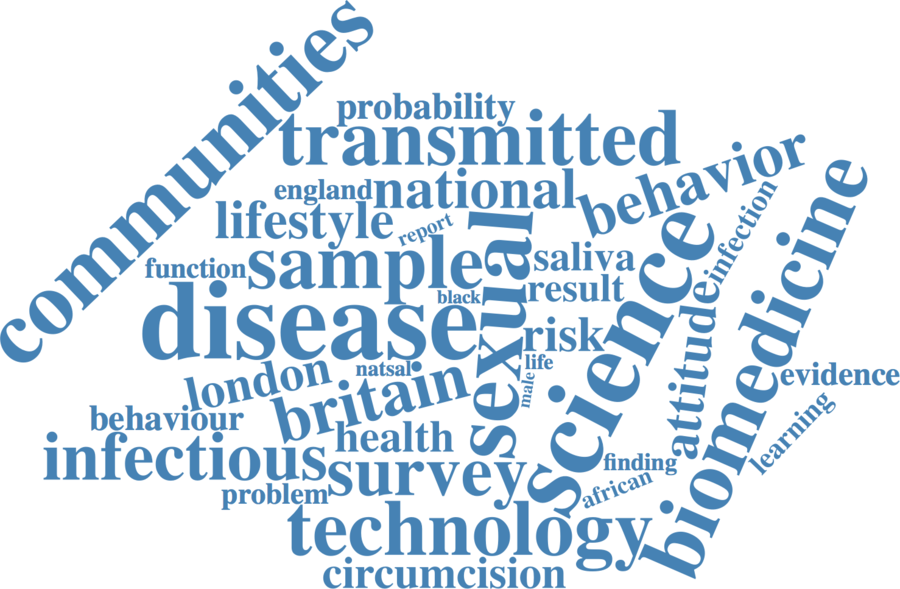 communities
probability
transmitted
england
national
behavior
lifestyle
report
sexual
science
infection
biomedicine
function
sample
saliva
black
result
disease
risk
attitude
natsal
life
male
london
britain
evidence
behaviour
health
learning
infectious
survey
finding
problem
african
technology
circumcision